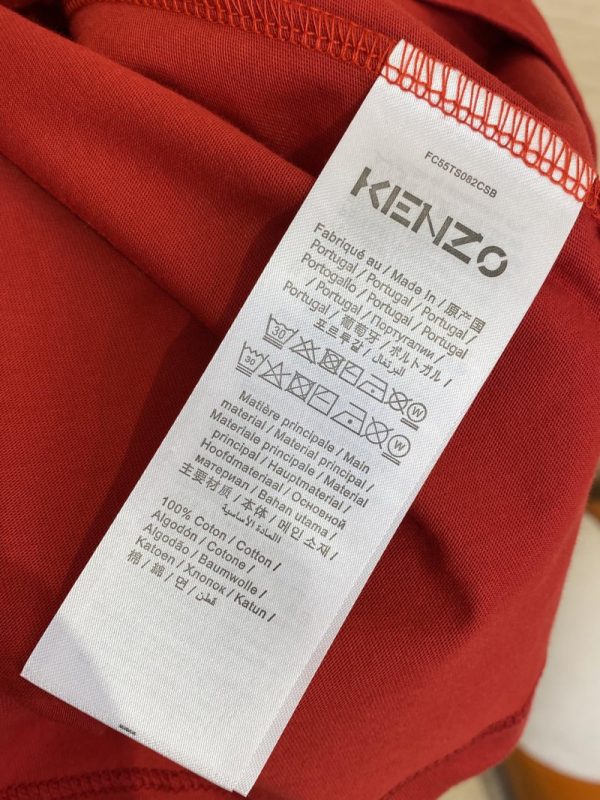 FC55TS082CSB
KENZO
Fabriqué au / Made in / 原产国
Portugal / Portugal / Portugal /
Portogallo / Portugal / Portugal
Portugal / Португалии /
Portugal / 葡萄牙 / ポルトガル /
포르투갈 / البرتغال /
30 W
30 W
Matière principale / Main
material / Material principal /
Materiale principale / Material
principal / Hauptmaterial /
Hoofdmateriaal / Основной
материал / Bahan utama /
主要材质 / 本体 / 메인 소재 /
المادة الأساسية /
100% Coton / Cotton /
Algodón / Cotone /
Algodão / Baumwolle /
Katoen / Хлопок / Katun /
棉 / 綿 / 면 / قطن /